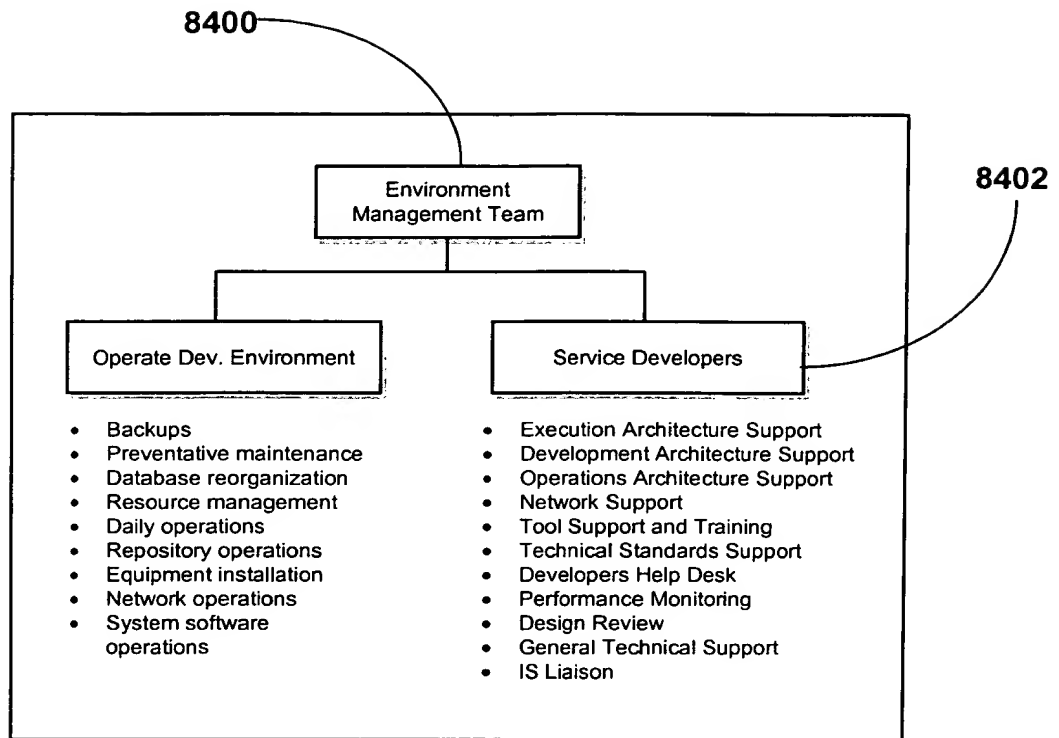 8400
8402
Environment
Management Team
Operate Dev. Environment
• Backups
• Preventative maintenance
• Database reorganization
• Resource management
• Daily operations
• Repository operations
• Equipment installation
• Network operations
• System software
operations
Service Developers
• Execution Architecture Support
• Development Architecture Support
• Operations Architecture Support
• Network Support
• Tool Support and Training
• Technical Standards Support
• Developers Help Desk
• Performance Monitoring
• Design Review
• General Technical Support
• IS Liaison